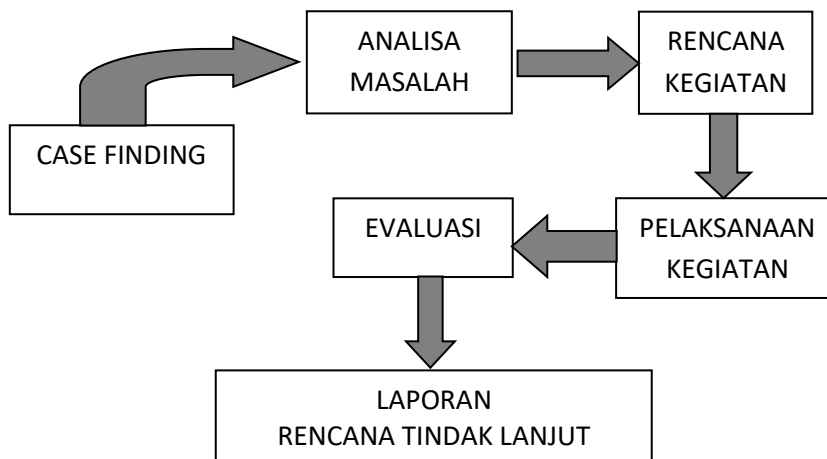 CASE FINDING
ANALISA
MASALAH
RENCANA
KEGIATAN
PELAKSANAAN
KEGIATAN
EVALUASI
LAPORAN
RENCANA TINDAK LANJUT